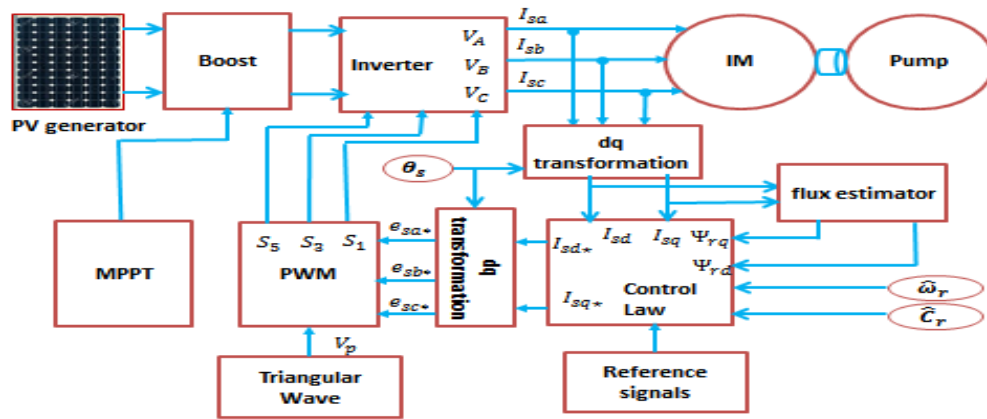 I_sa
Boost
Inverter
V_A
I_sb
V_B
I_sc
V_C
IM
Pump
PV generator
dq
transformation
θ_s
flux estimator
MPPT
S_5 S_3 S_1
PWM
e_sa*
e_sb*
e_sc*
dq
transformation
I_sd* I_sd I_sq Ψ_rq
Ψ_rd
I_sq*
Control
Law
ω̂_r
Ĉ_r
V_p
Triangular
Wave
Reference
signals